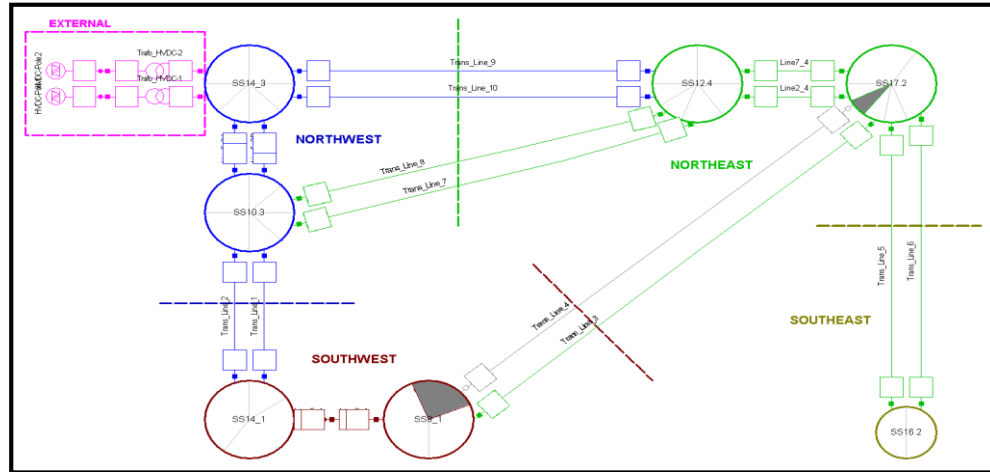 EXTERNAL
Trafo_HVDC-2
Trafo_HVDC-1
SS14_3
Trans_Line_9
Trans_Line_10
SS12.4
Line7_4
Line2_4
SS17.2
NORTHWEST
NORTHEAST
Trans_Line_8
Trans_Line_7
SS10.3
Trans_Line_2
Trans_Line_1
Trans_Line_4
Trans_Line_3
Trans_Line_5
Trans_Line_6
SOUTHEAST
SOUTHWEST
SS14_1
SS16.2